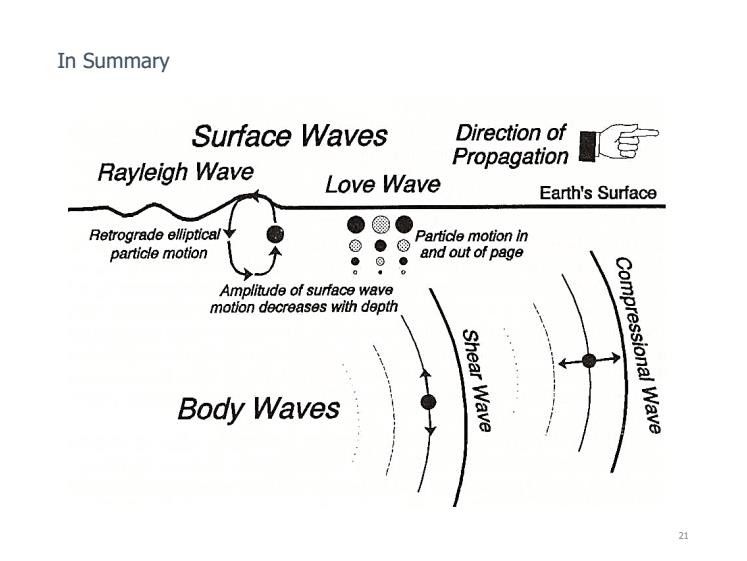 In Summary
Surface Waves
Direction of
Propagation
Rayleigh Wave
Love Wave
Earth's Surface
Retrograde elliptical
particle motion
Particle motion in
and out of page
Amplitude of surface wave
motion decreases with depth
Compressional Wave
Shear Wave
Body Waves
21